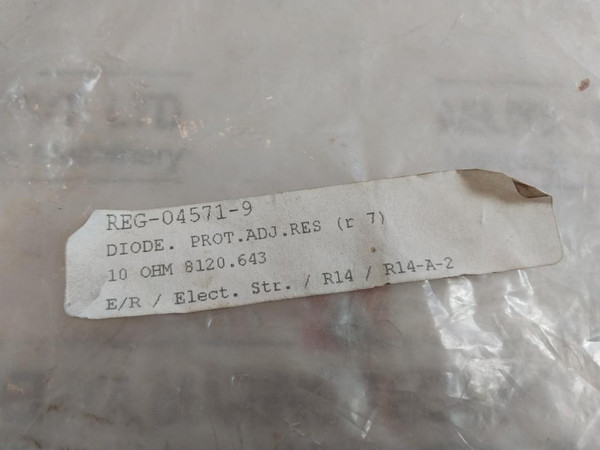 REG-04571-9
DIODE. PROT.ADJ.RES (r 7)
10 OHM 8120.643
E/R / Elect. Str. / R14 / R14-A-2